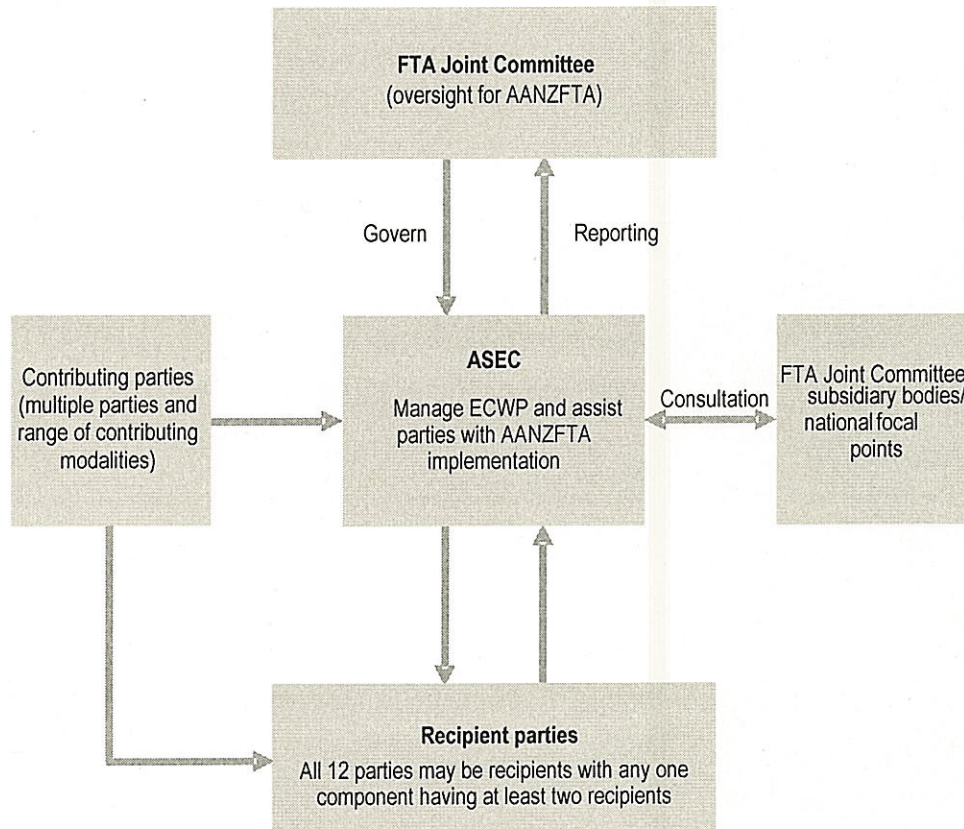 FTA Joint Committee
(oversight for AANZFTA)
Govern
Reporting
Contributing parties
(multiple parties and
range of contributing
modalities)
ASEC
Manage ECWP and assist
parties with AANZFTA
implementation
Consultation
FTA Joint Committee
subsidiary bodies/
national focal
points
Recipient parties
All 12 parties may be recipients with any one
component having at least two recipients